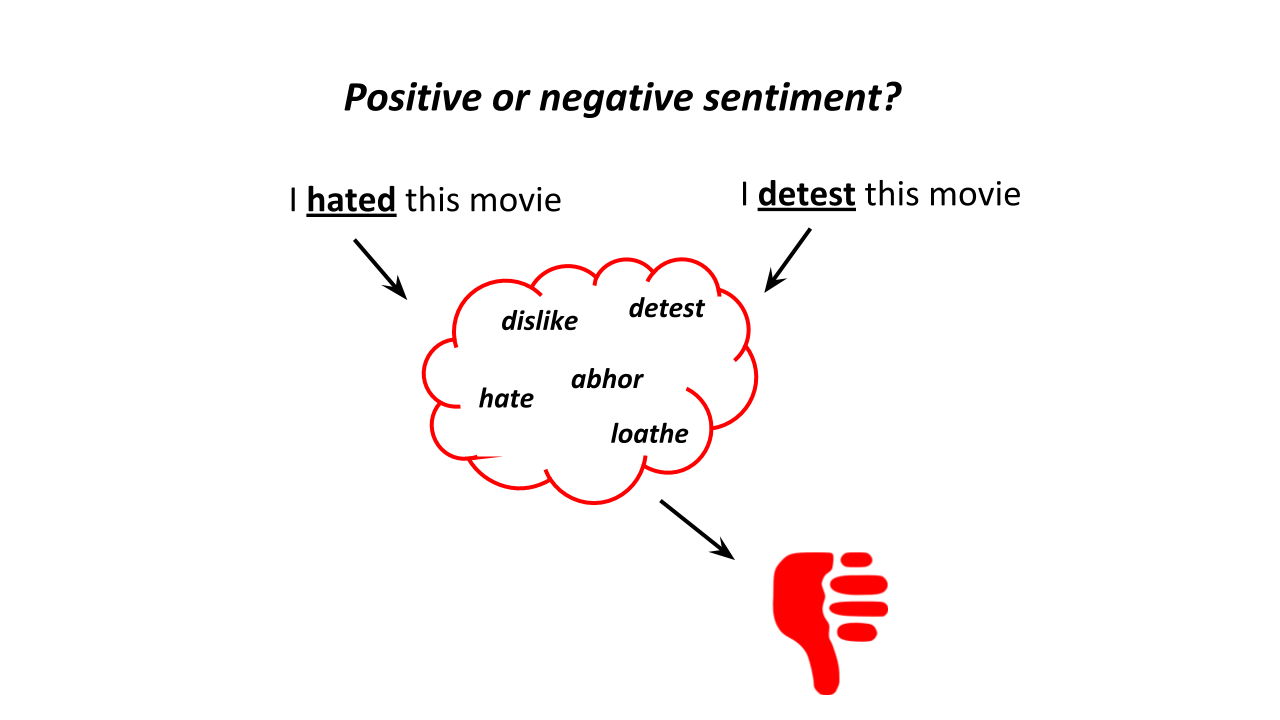 Positive or negative sentiment?
I hated this movie
I detest this movie
dislike
detest
abhor
hate
loathe